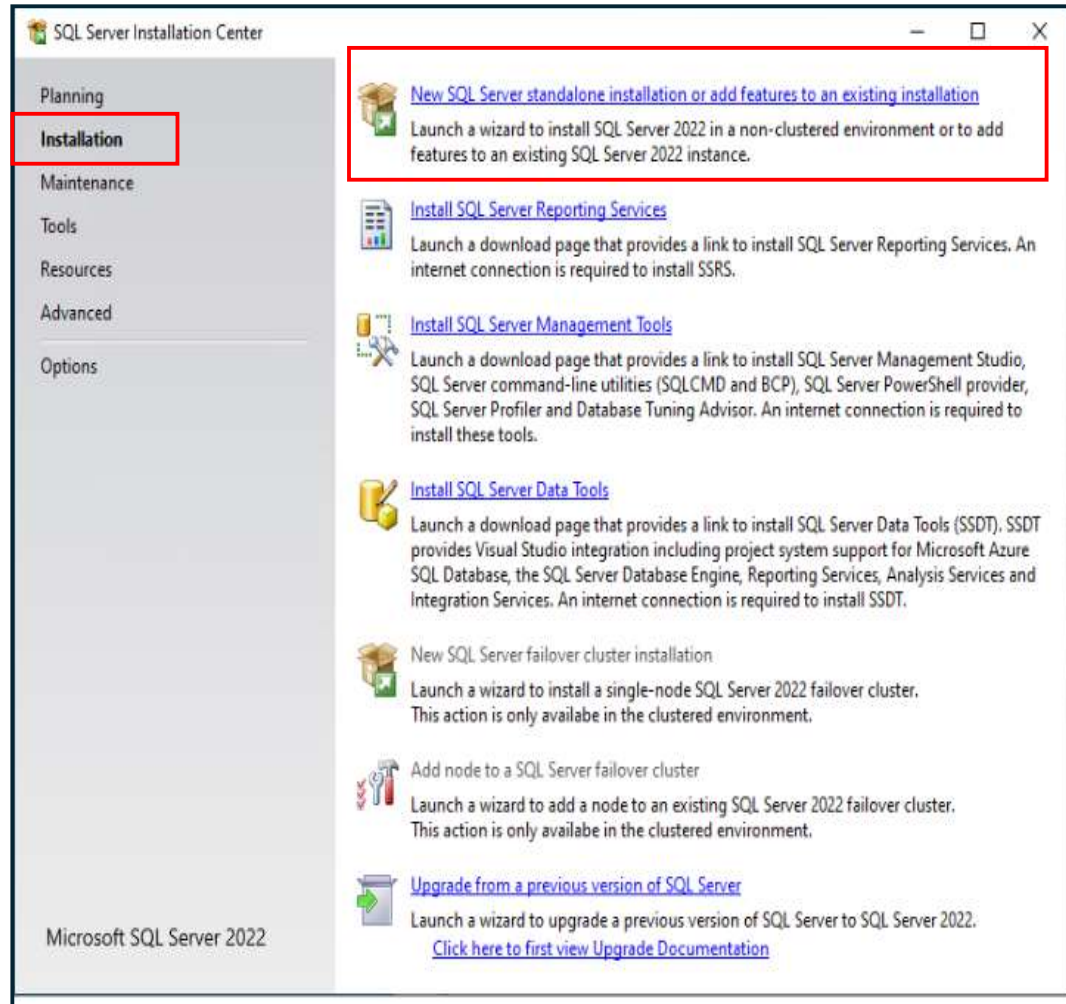 SQL Server Installation Center
Planning
Installation
Maintenance
Tools
Resources
Advanced
Options
Microsoft SQL Server 2022
New SQL Server standalone installation or add features to an existing installation
Launch a wizard to install SQL Server 2022 in a non-clustered environment or to add
features to an existing SQL Server 2022 instance.
Install SQL Server Reporting Services
Launch a download page that provides a link to install SQL Server Reporting Services. An
internet connection is required to install SSRS.
Install SQL Server Management Tools
Launch a download page that provides a link to install SQL Server Management Studio,
SQL Server command-line utilities (SQLCMD and BCP), SQL Server PowerShell provider,
SQL Server Profiler and Database Tuning Advisor. An internet connection is required to
install these tools.
Install SQL Server Data Tools
Launch a download page that provides a link to install SQL Server Data Tools (SSDT). SSDT
provides Visual Studio integration including project system support for Microsoft Azure
SQL Database, the SQL Server Database Engine, Reporting Services, Analysis Services and
Integration Services. An internet connection is required to install SSDT.
New SQL Server failover cluster installation
Launch a wizard to install a single-node SQL Server 2022 failover cluster.
This action is only availabe in the clustered environment.
Add node to a SQL Server failover cluster
Launch a wizard to add a node to an existing SQL Server 2022 failover cluster.
This action is only availabe in the clustered environment.
Upgrade from a previous version of SQL Server
Launch a wizard to upgrade a previous version of SQL Server to SQL Server 2022.
Click here to first view Upgrade Documentation